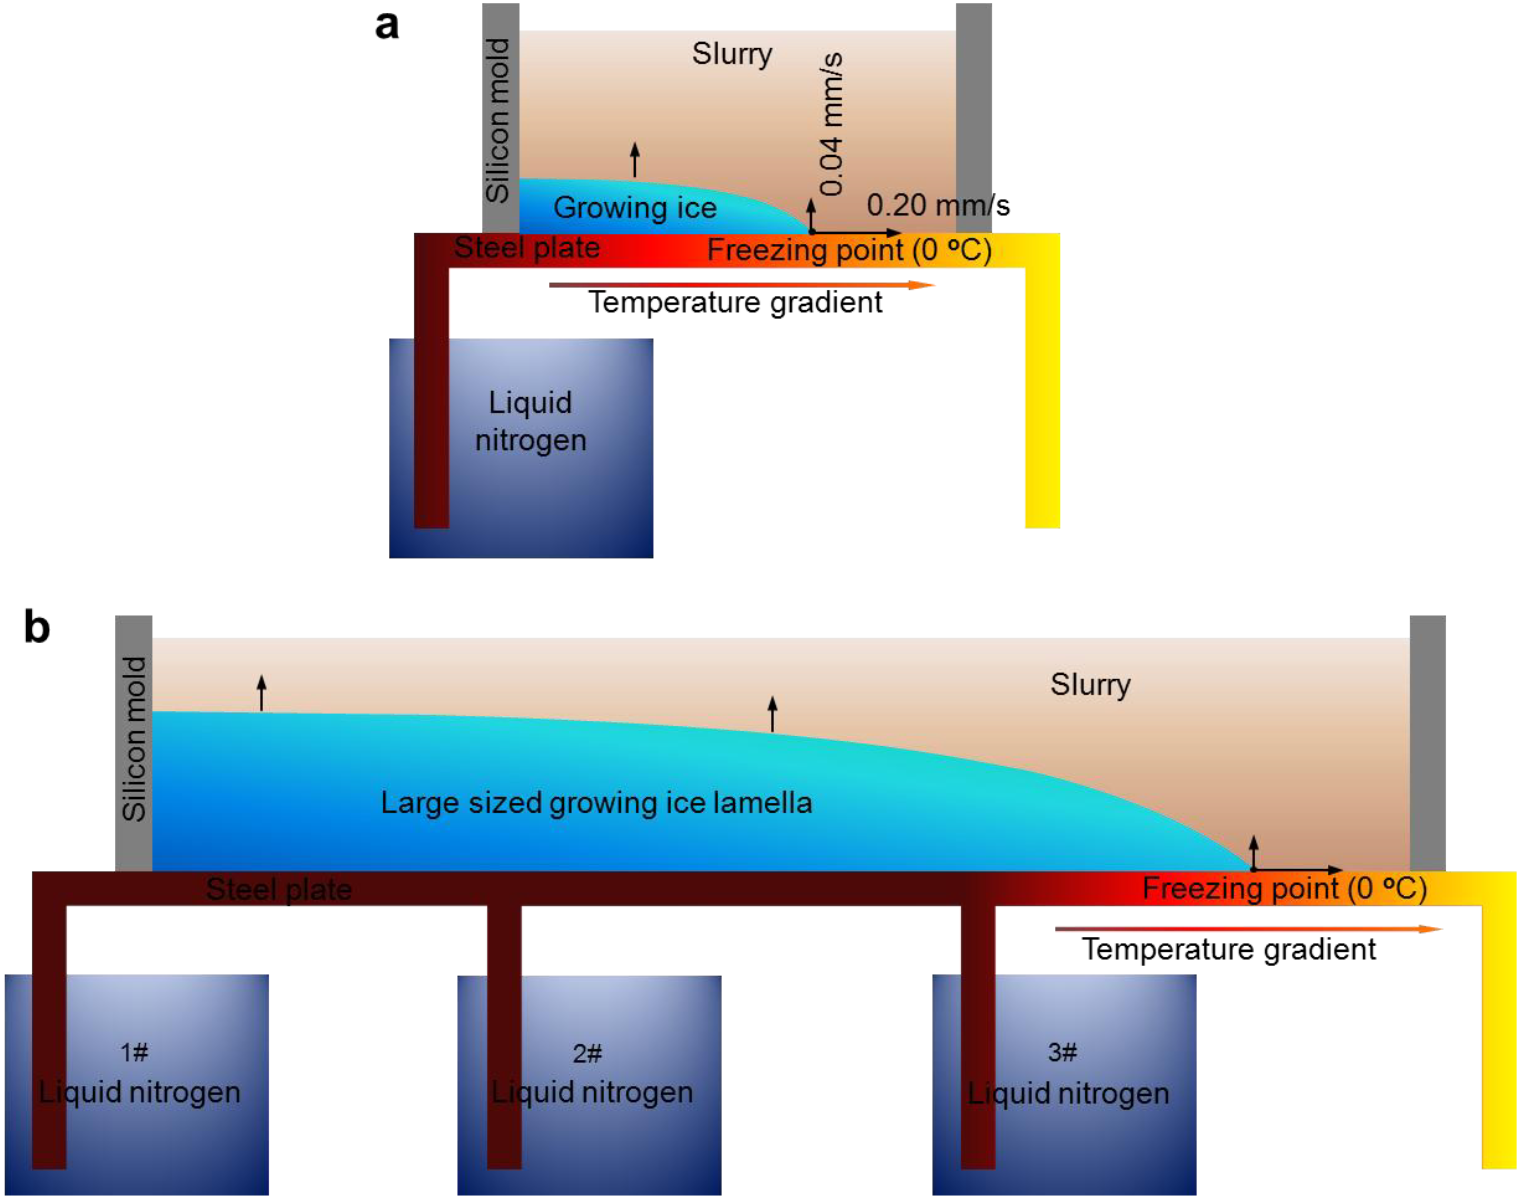 a
Silicon mold
Slurry
0.04 mm/s
0.20 mm/s
Growing ice
Steel plate
Freezing point (0 ºC)
Temperature gradient
Liquid
nitrogen
b
Silicon mold
Slurry
Large sized growing ice lamella
Steel plate
Freezing point (0 ºC)
Temperature gradient
1#
Liquid nitrogen
2#
Liquid nitrogen
3#
Liquid nitrogen